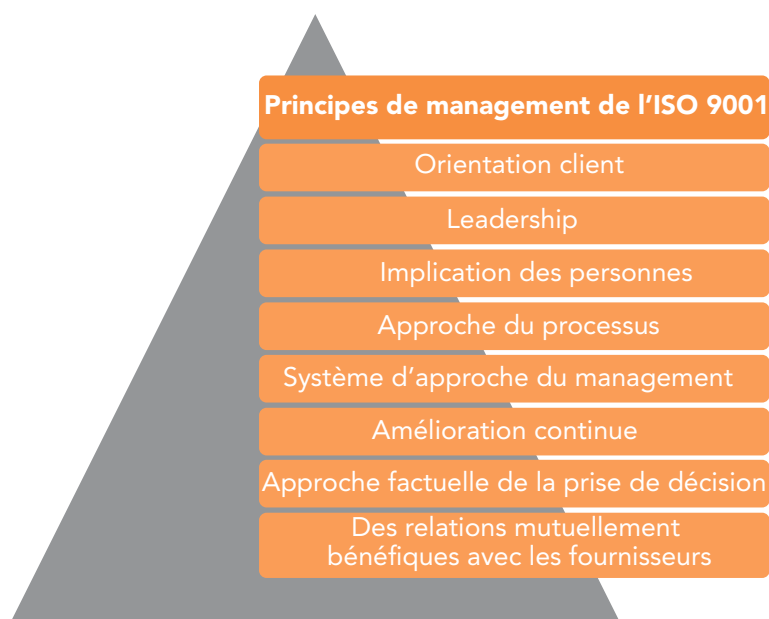 Principes de management de l’ISO 9001
Orientation client
Leadership
Implication des personnes
Approche du processus
Système d’approche du management
Amélioration continue
Approche factuelle de la prise de décision
Des relations mutuellement
bénéfiques avec les fournisseurs